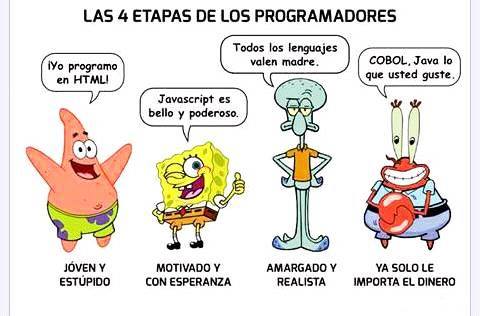 LAS 4 ETAPAS DE LOS PROGRAMADORES
¡Yo programo
en HTML!
Javascript es
bello y poderoso.
Todos los lenguajes
valen madre.
COBOL, Java lo
que usted guste.
JÓVEN Y
ESTÚPIDO
MOTIVADO Y
CON ESPERANZA
AMARGADO Y
REALISTA
YA SOLO LE
IMPORTA EL DINERO